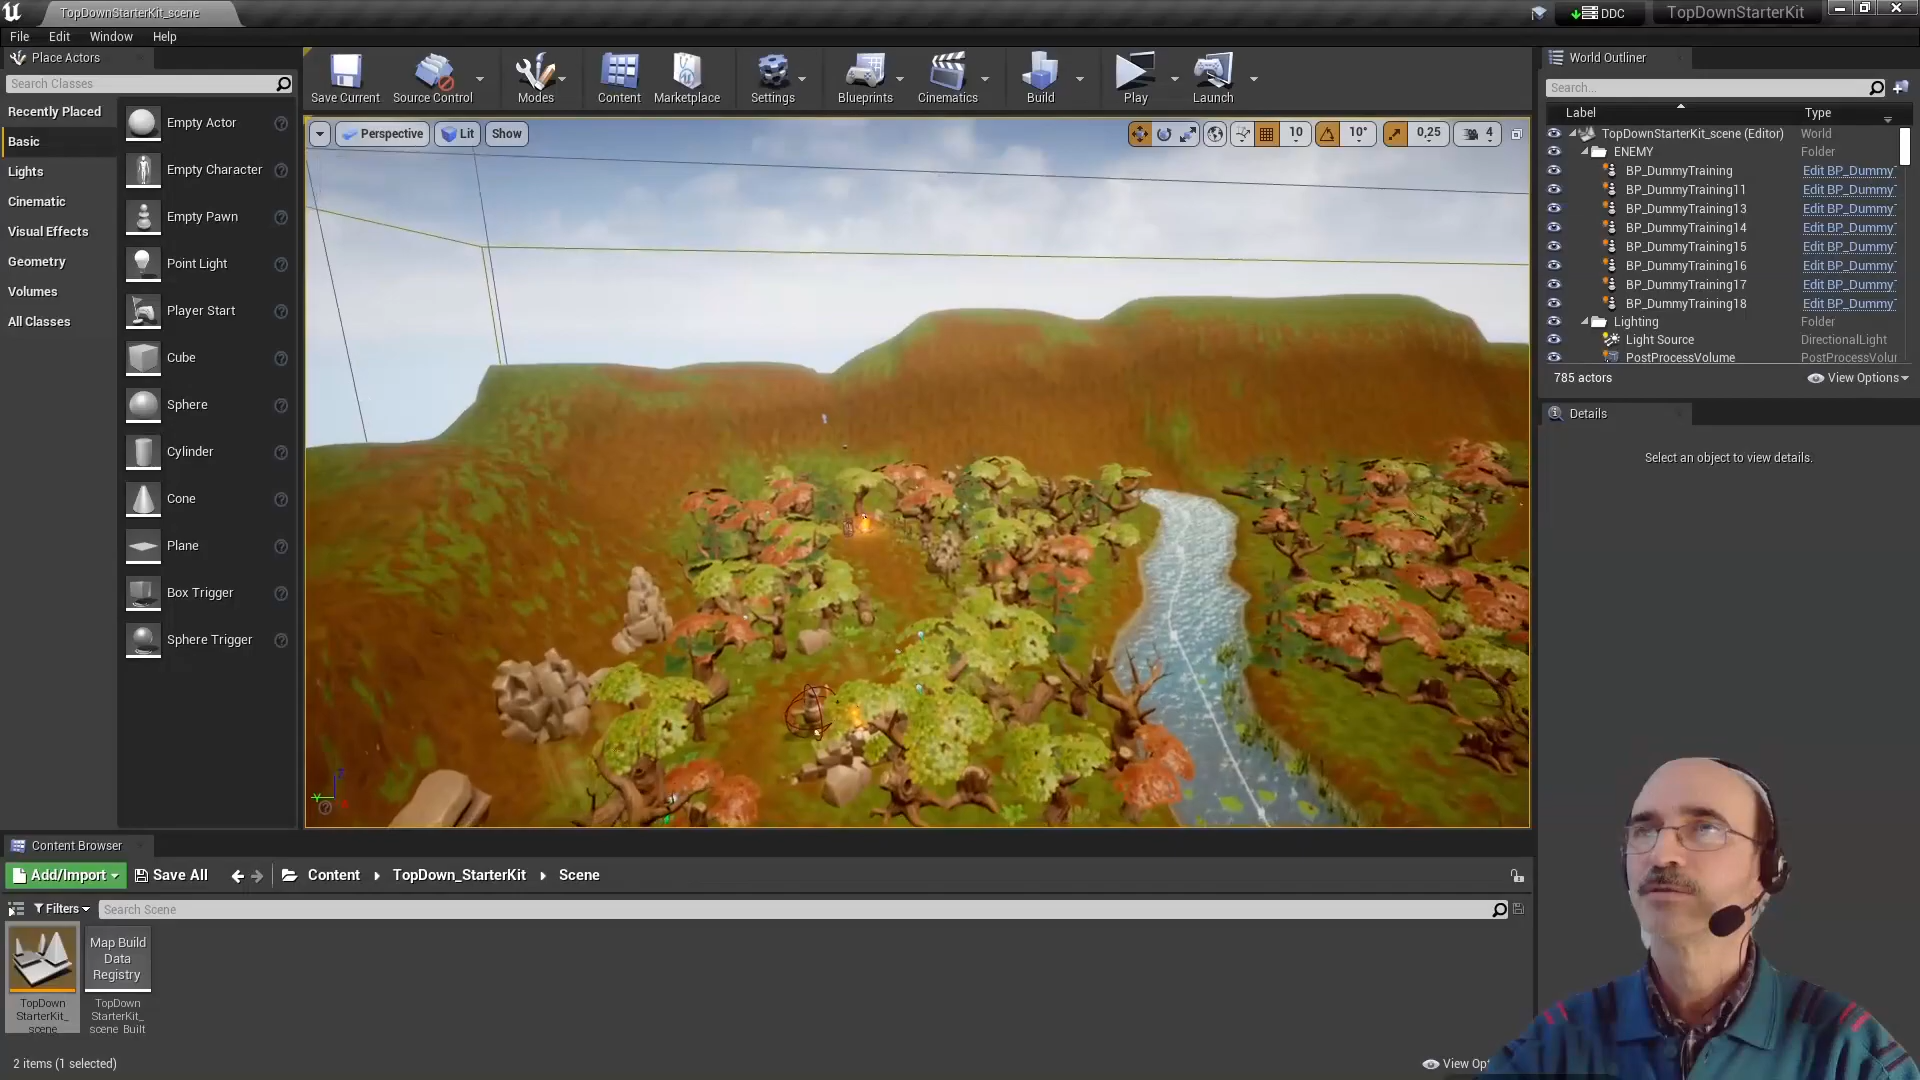 TopDownStarterKit_scene
DDC
TopDownStarterKit
File Edit Window Help
Place Actors
Search Classes
Recently Placed
Basic
Lights
Cinematic
Visual Effects
Geometry
Volumes
All Classes
Empty Actor
Empty Character
Empty Pawn
Point Light
Player Start
Cube
Sphere
Cylinder
Cone
Plane
Box Trigger
Sphere Trigger
Save Current
Source Control
Modes
Content
Marketplace
Settings
Blueprints
Cinematics
Build
Play
Launch
Perspective
Lit
Show
10
10°
0,25
4
World Outliner
Search...
Label Type
TopDownStarterKit_scene (Editor) World
ENEMY Folder
BP_DummyTraining Edit BP_Dummy
BP_DummyTraining11 Edit BP_Dummy
BP_DummyTraining13 Edit BP_Dummy
BP_DummyTraining14 Edit BP_Dummy
BP_DummyTraining15 Edit BP_Dummy
BP_DummyTraining16 Edit BP_Dummy
BP_DummyTraining17 Edit BP_Dummy
BP_DummyTraining18 Edit BP_Dummy
Lighting Folder
Light Source DirectionalLight
PostProcessVolume PostProcessVolur
785 actors
View Options
Details
Select an object to view details.
Content Browser
Add/Import
Save All
Content
TopDown_StarterKit
Scene
Filters
Search Scene
TopDown
StarterKit_
scene
Map Build
Data
Registry
TopDown
StarterKit_
scene Built
2 items (1 selected)
View Opt